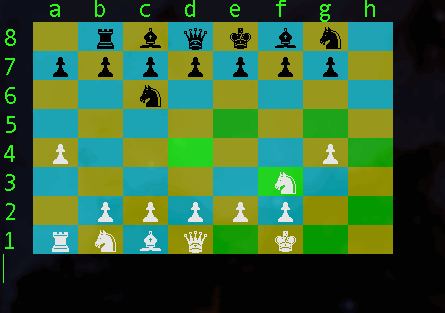 a b c d e f g h
8 ♜ ♝ ♛ ♚ ♝ ♞
7 ♟ ♟ ♟ ♟ ♟ ♟ ♟
6 ♞
5
4 ♟ ♟
3 ♞
2 ♟ ♟ ♟ ♟ ♟
1 ♜ ♞ ♝ ♛ ♚